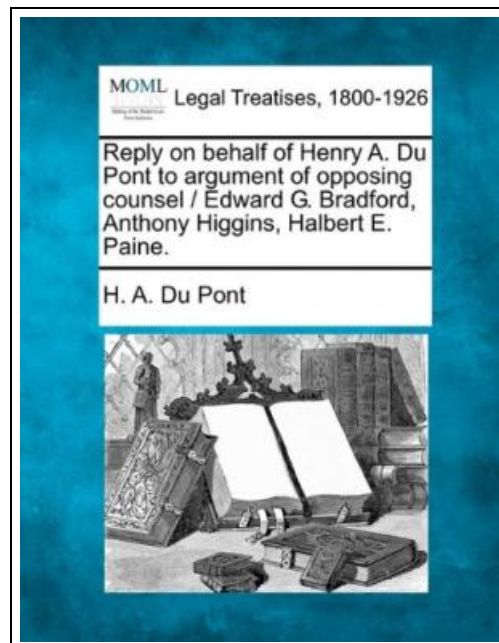 MOML
Legal Treatises, 1800-1926
Reply on behalf of Henry A. Du
Pont to argument of opposing
counsel / Edward G. Bradford,
Anthony Higgins, Halbert E.
Paine.
H. A. Du Pont